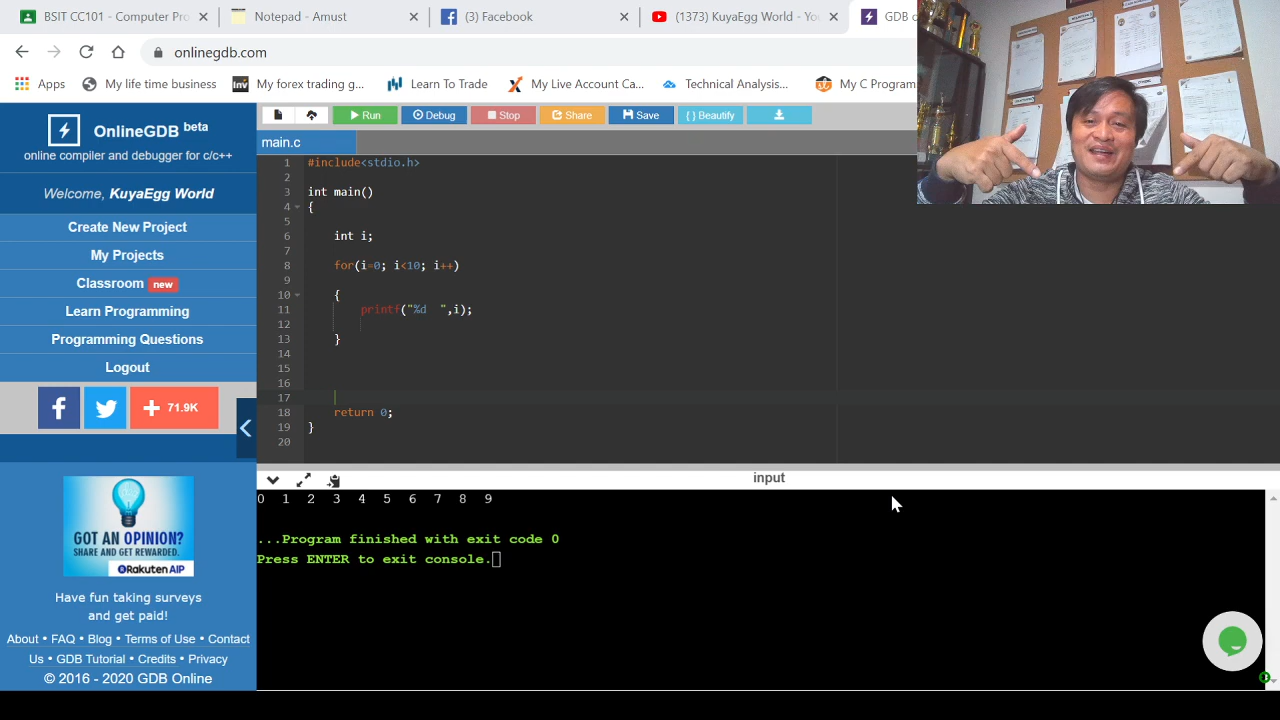 BSIT CC101 - Computer Pro
Notepad - Amust
(3) Facebook
(1373) KuyaEgg World - Yo
GDB o
onlinegdb.com
Apps
My life time business
Inv
My forex trading g...
Learn To Trade
My Live Account Ca...
Technical Analysis...
My C Program
OnlineGDB beta
online compiler and debugger for c/c++
Welcome, KuyaEgg World
Create New Project
My Projects
Classroom new
Learn Programming
Programming Questions
Logout
71.9K
GOT AN OPINION?
SHARE AND GET REWARDED.
Rakuten AIP
Have fun taking surveys
and get paid!
About • FAQ • Blog • Terms of Use • Contact
Us • GDB Tutorial • Credits • Privacy
© 2016 - 2020 GDB Online
Run
Debug
Stop
Share
Save
{ } Beautify
main.c
1 #include<stdio.h>
2
3 int main()
4 {
5
6 int i;
7
8 for(i=0; i<10; i++)
9
10 {
11 printf("%d  ",i);
12
13 }
14
15
16
17
18 return 0;
19 }
20
input
0 1 2 3 4 5 6 7 8 9
...Program finished with exit code 0
Press ENTER to exit console.